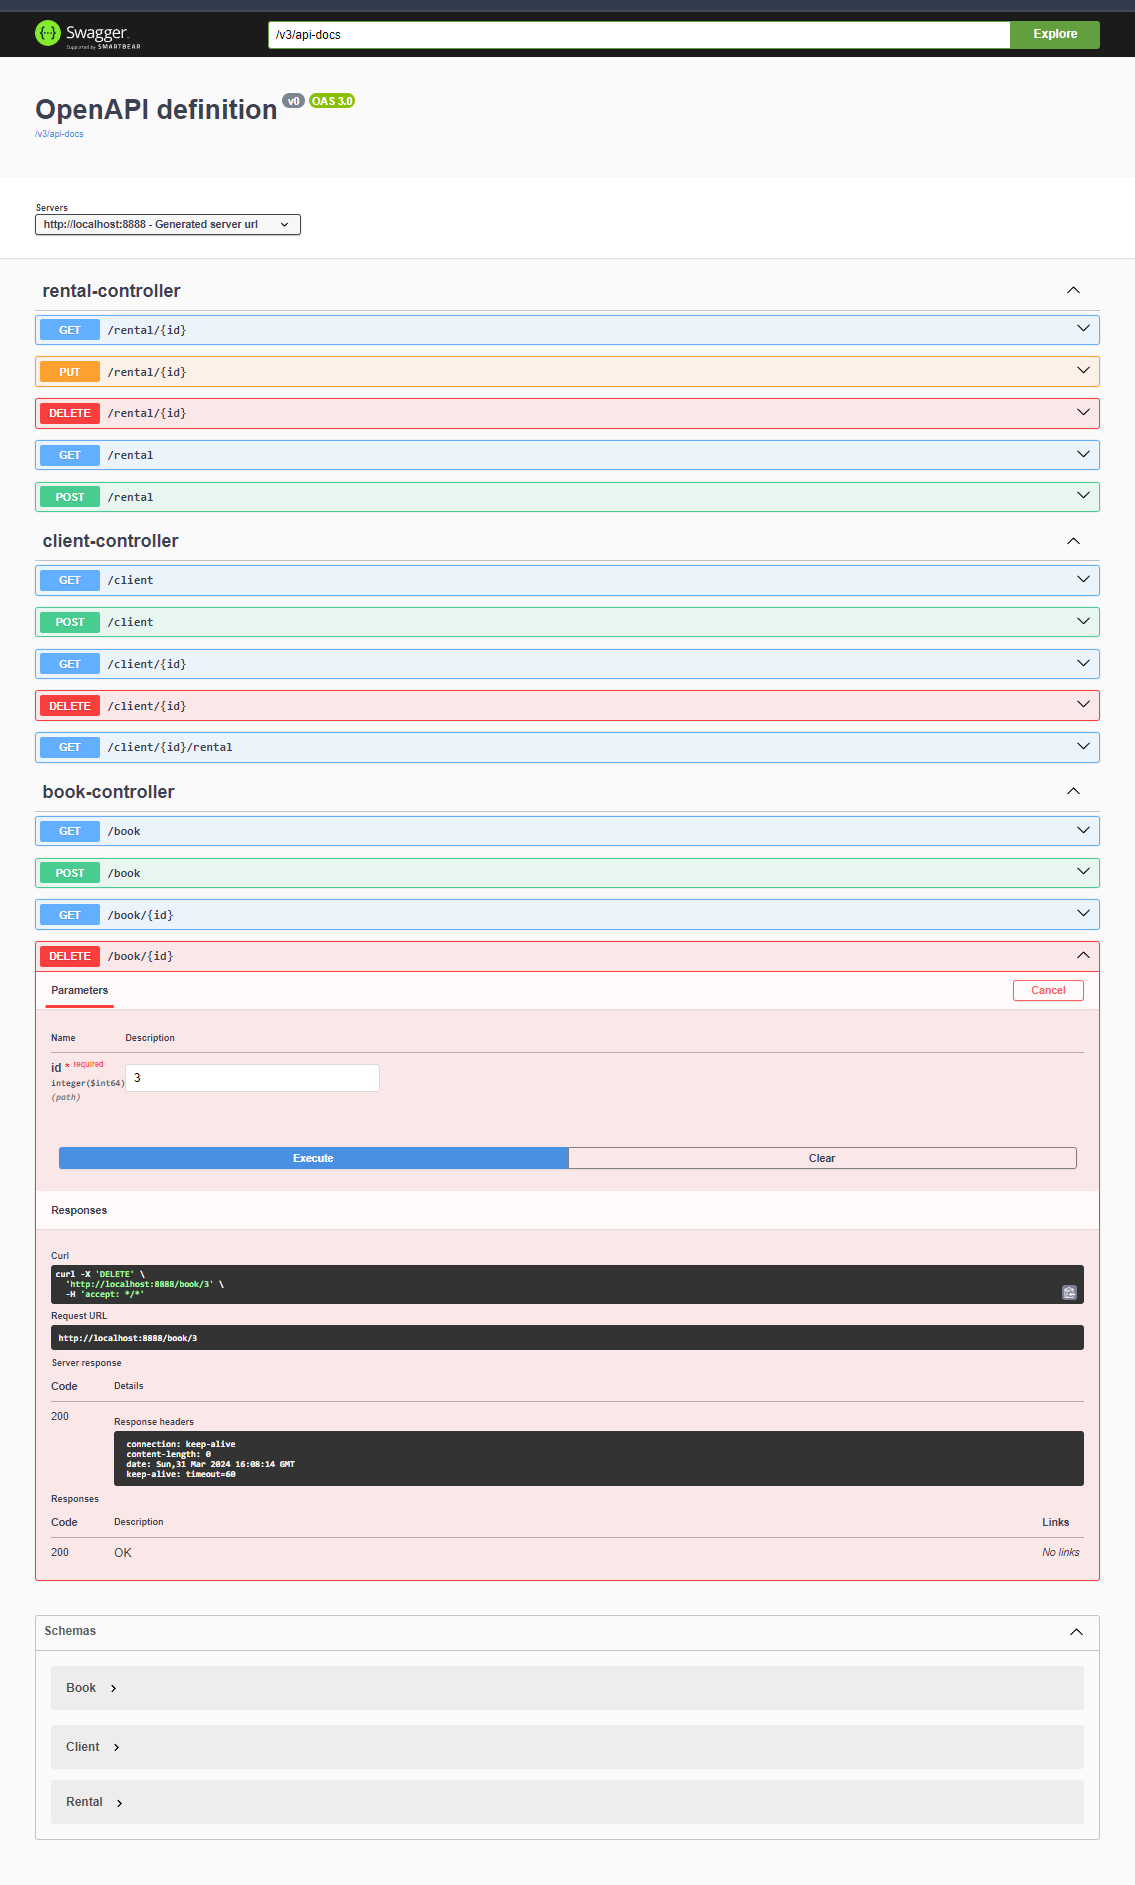 Swagger.
Supported by SMARTBEAR
/v3/api-docs
Explore
OpenAPI definition v0 OAS 3.0
/v3/api-docs
Servers
http://localhost:8888 - Generated server url
rental-controller
GET /rental/{id}
PUT /rental/{id}
DELETE /rental/{id}
GET /rental
POST /rental
client-controller
GET /client
POST /client
GET /client/{id}
DELETE /client/{id}
GET /client/{id}/rental
book-controller
GET /book
POST /book
GET /book/{id}
DELETE /book/{id}
Parameters
Cancel
Name Description
id * required
integer($int64)
(path)
3
Execute
Clear
Responses
Curl
curl -X 'DELETE' \
'http://localhost:8888/book/3' \
-H 'accept: */*'
Request URL
http://localhost:8888/book/3
Server response
Code Details
200
Response headers
connection: keep-alive
content-length: 0
date: Sun,31 Mar 2024 16:08:14 GMT
keep-alive: timeout=60
Responses
Code Description Links
200 OK No links
Schemas
Book
Client
Rental